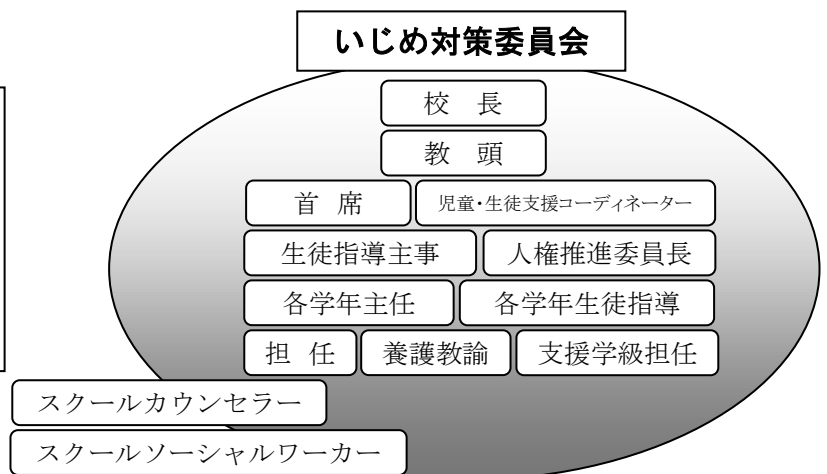 いじめ対策委員会
校　長
教　頭
首　席　児童・生徒支援コーディネーター
生徒指導主事　人権推進委員長
各学年主任　各学年生徒指導
担　任　養護教諭　支援学級担任
スクールカウンセラー
スクールソーシャルワーカー